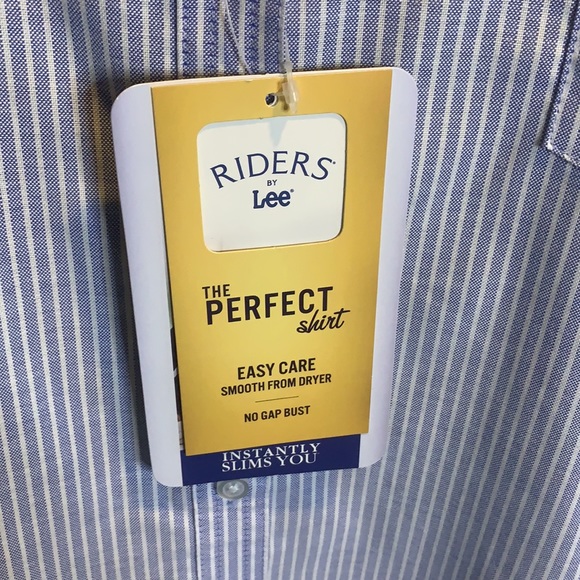 RIDERS®
BY
Lee®
THE
PERFECT
shirt
EASY CARE
SMOOTH FROM DRYER
NO GAP BUST
INSTANTLY
SLIMS YOU